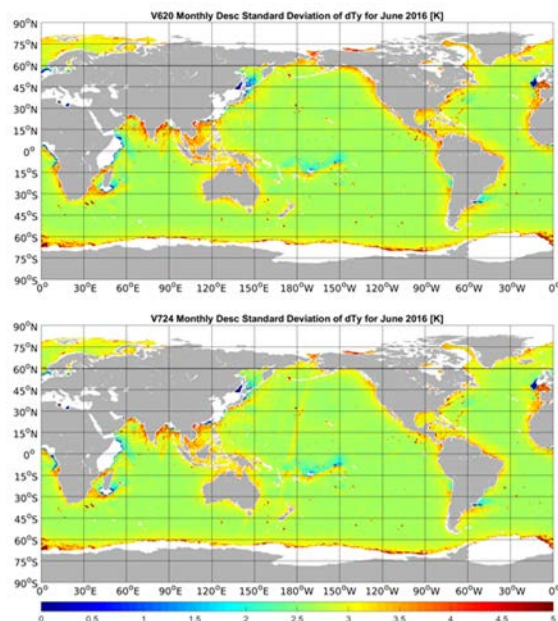 V620 Monthly Desc Standard Deviation of dTy for June 2016 [K]
90°N
75°N
60°N
45°N
30°N
15°N
0°
15°S
30°S
45°S
60°S
75°S
90°S
0° 30°E 60°E 90°E 120°E 150°E 180°W 150°W 120°W 90°W 60°W 30°W 0°
V724 Monthly Desc Standard Deviation of dTy for June 2016 [K]
90°N
75°N
60°N
45°N
30°N
15°N
0°
15°S
30°S
45°S
60°S
75°S
90°S
0° 30°E 60°E 90°E 120°E 150°E 180°W 150°W 120°W 90°W 60°W 30°W 0°
0 0.5 1 1.5 2 2.5 3 3.5 4 4.5 5